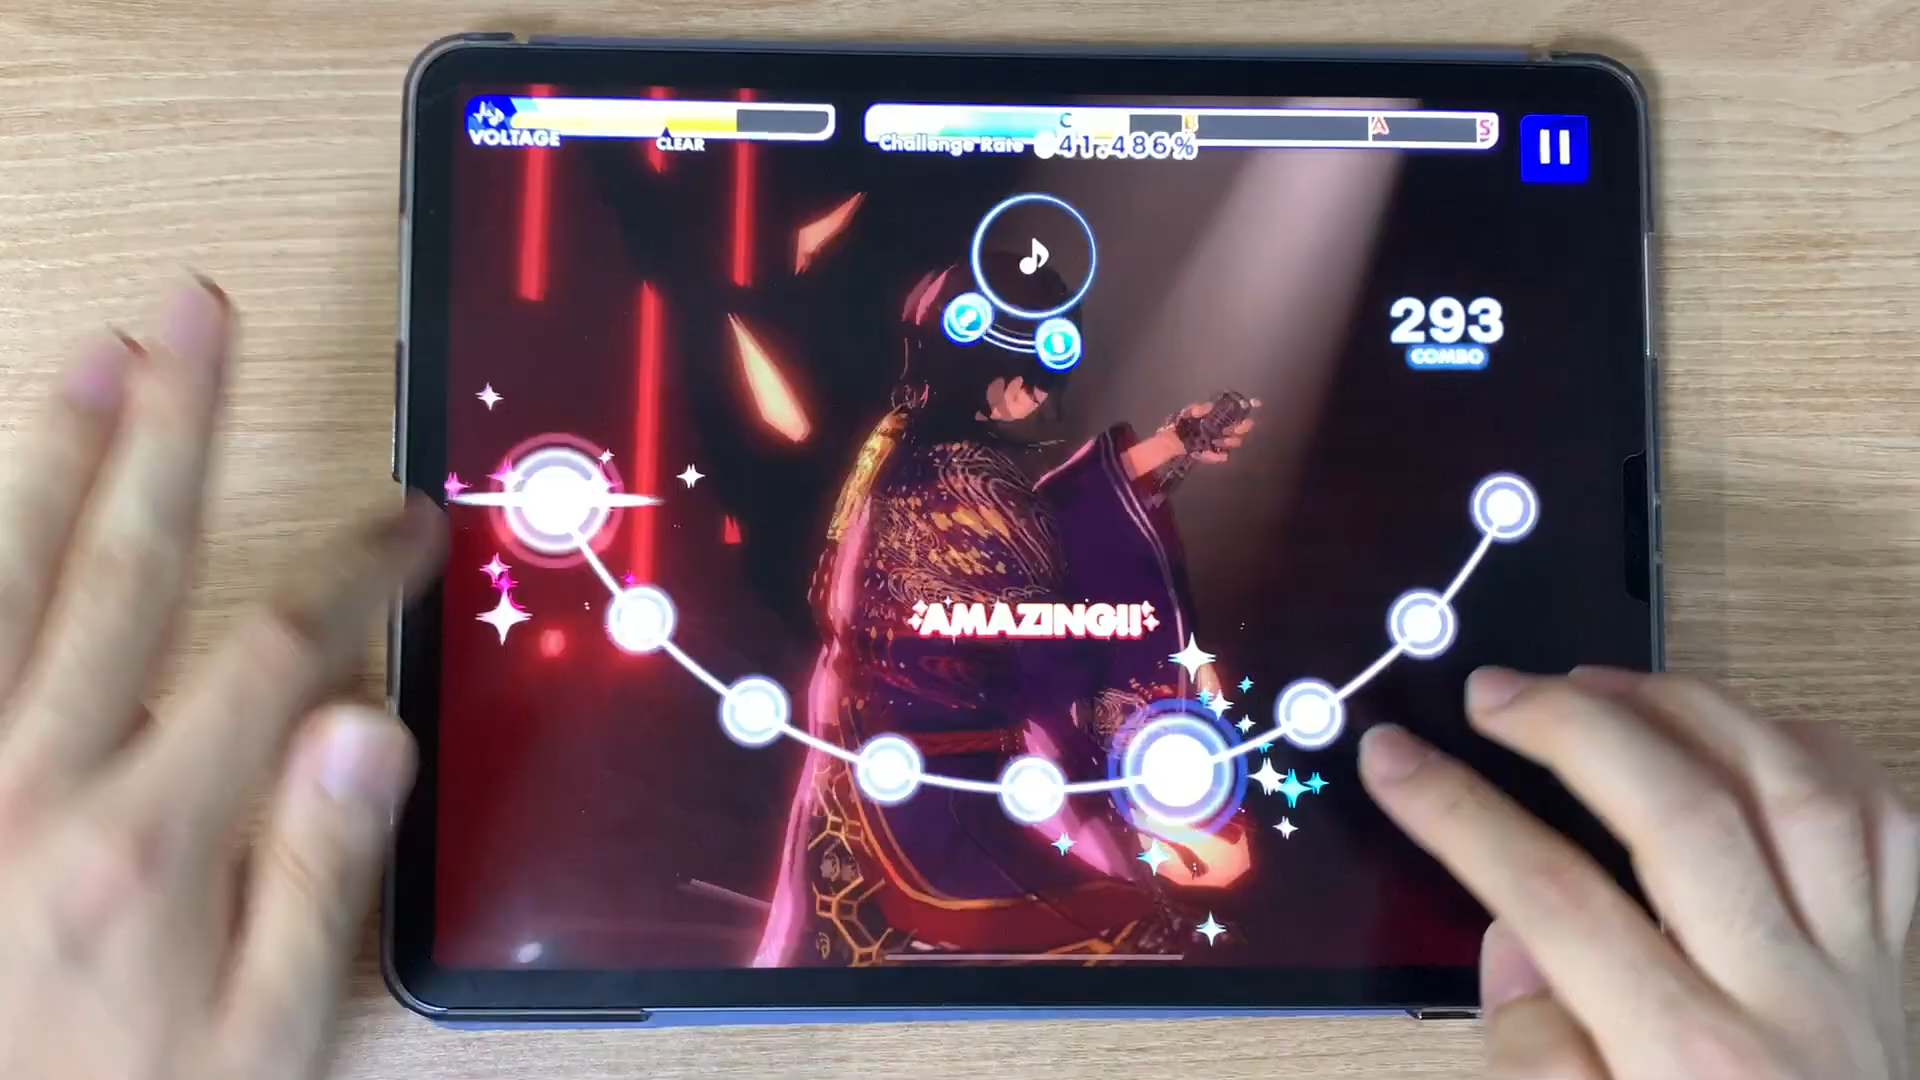 VOLTAGE
CLEAR
C
B
A
S
Challenge Rate 41.486%
293
COMBO
AMAZING!!